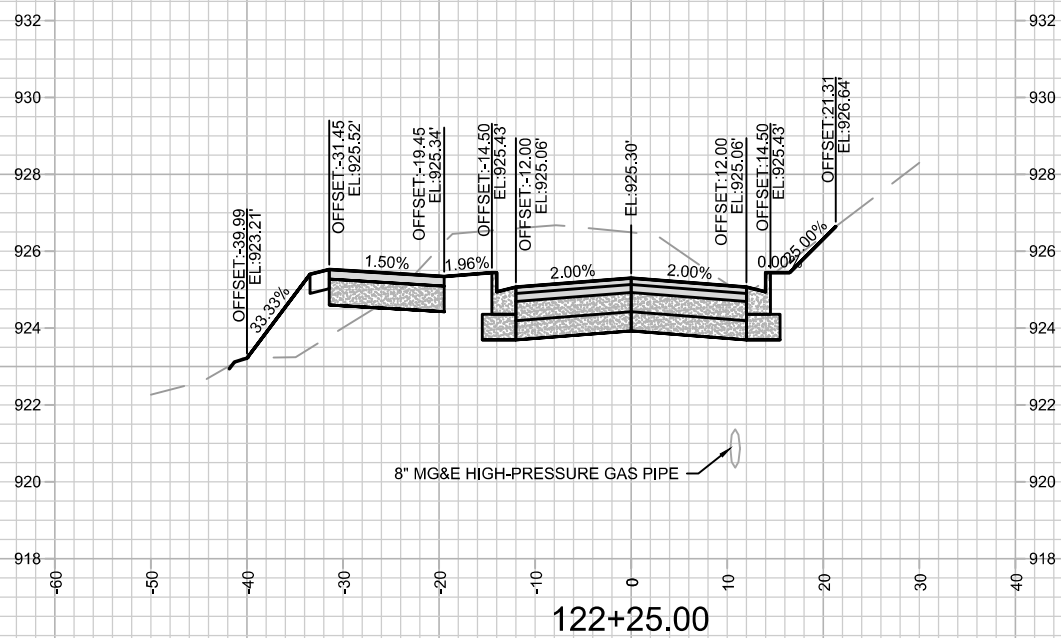 932
932
930
930
928
928
926
926
924
924
922
922
920
920
918
918
OFFSET:-39.99
EL:923.21'
OFFSET:-31.45
EL:925.52'
OFFSET:-19.45
EL:925.34'
OFFSET:-14.50
EL:925.43'
OFFSET:-12.00
EL:925.06'
EL:925.30'
OFFSET:12.00
EL:925.06'
OFFSET:14.50
EL:925.43'
OFFSET:21.31
EL:926.64'
33.33%
1.50%
1.96%
2.00%
2.00%
0.00%
25.00%
8" MG&E HIGH-PRESSURE GAS PIPE
-60
-50
-40
-30
-20
-10
0
10
20
30
40
122+25.00